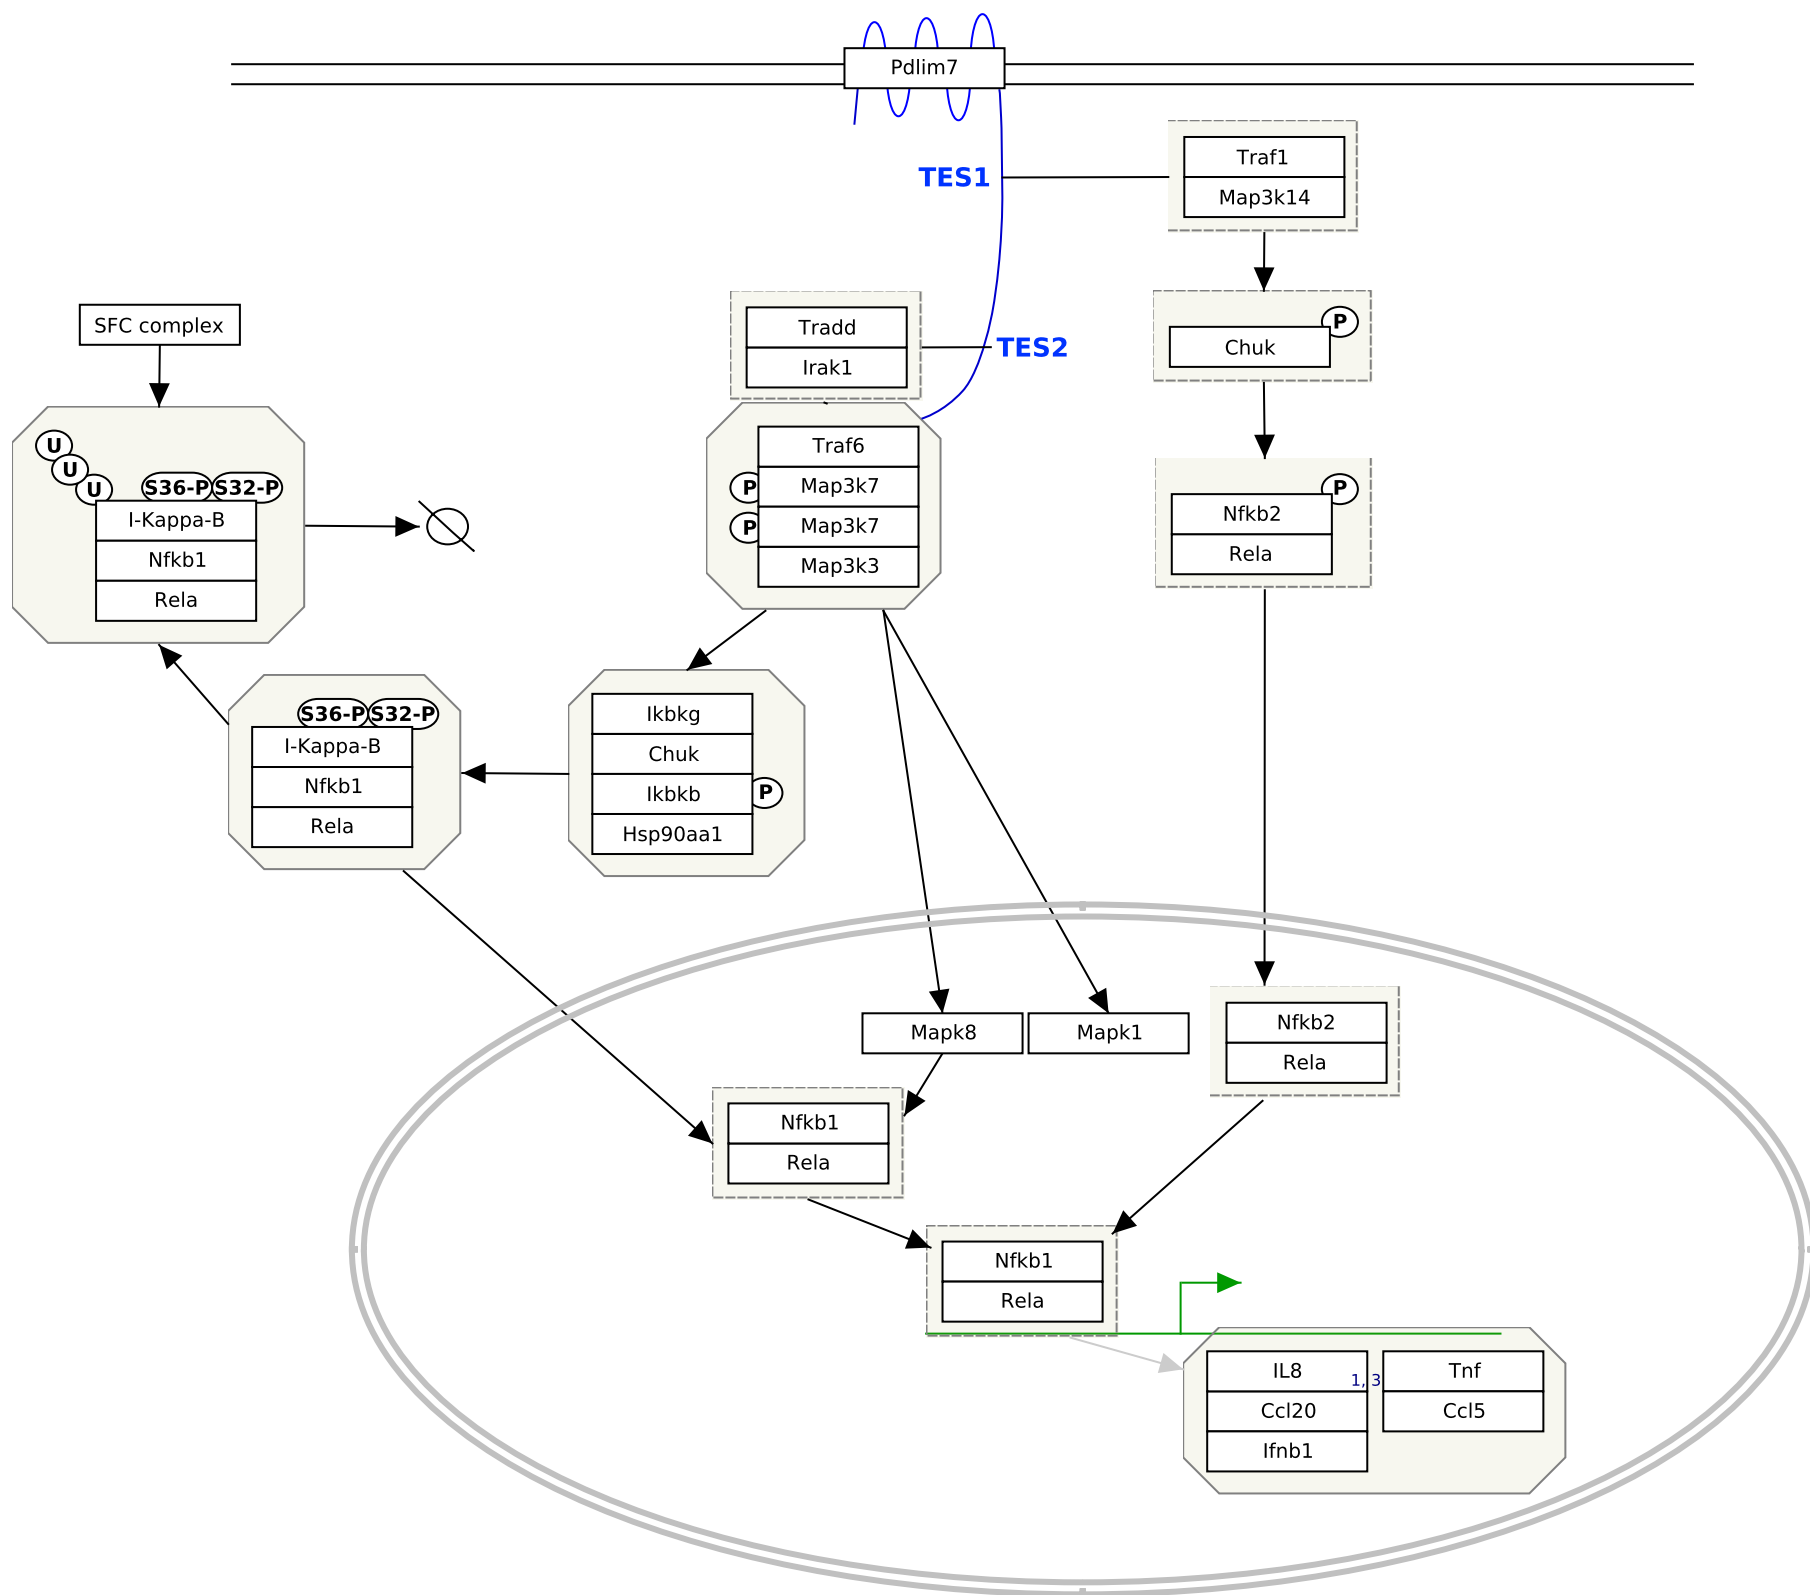 Pdlim7
TES1
Traf1
Map3k14
SFC complex
Tradd
Irak1
TES2
P
Chuk
U
U
U
S36-P
S32-P
I-Kappa-B
Nfkb1
Rela
Traf6
P
Map3k7
P
Map3k7
Map3k3
P
Nfkb2
Rela
S36-P
S32-P
I-Kappa-B
Nfkb1
Rela
Ikbkg
Chuk
Ikbkb
P
Hsp90aa1
Mapk8
Mapk1
Nfkb2
Rela
Nfkb1
Rela
Nfkb1
Rela
IL8
1, 3
Tnf
Ccl20
Ccl5
Ifnb1